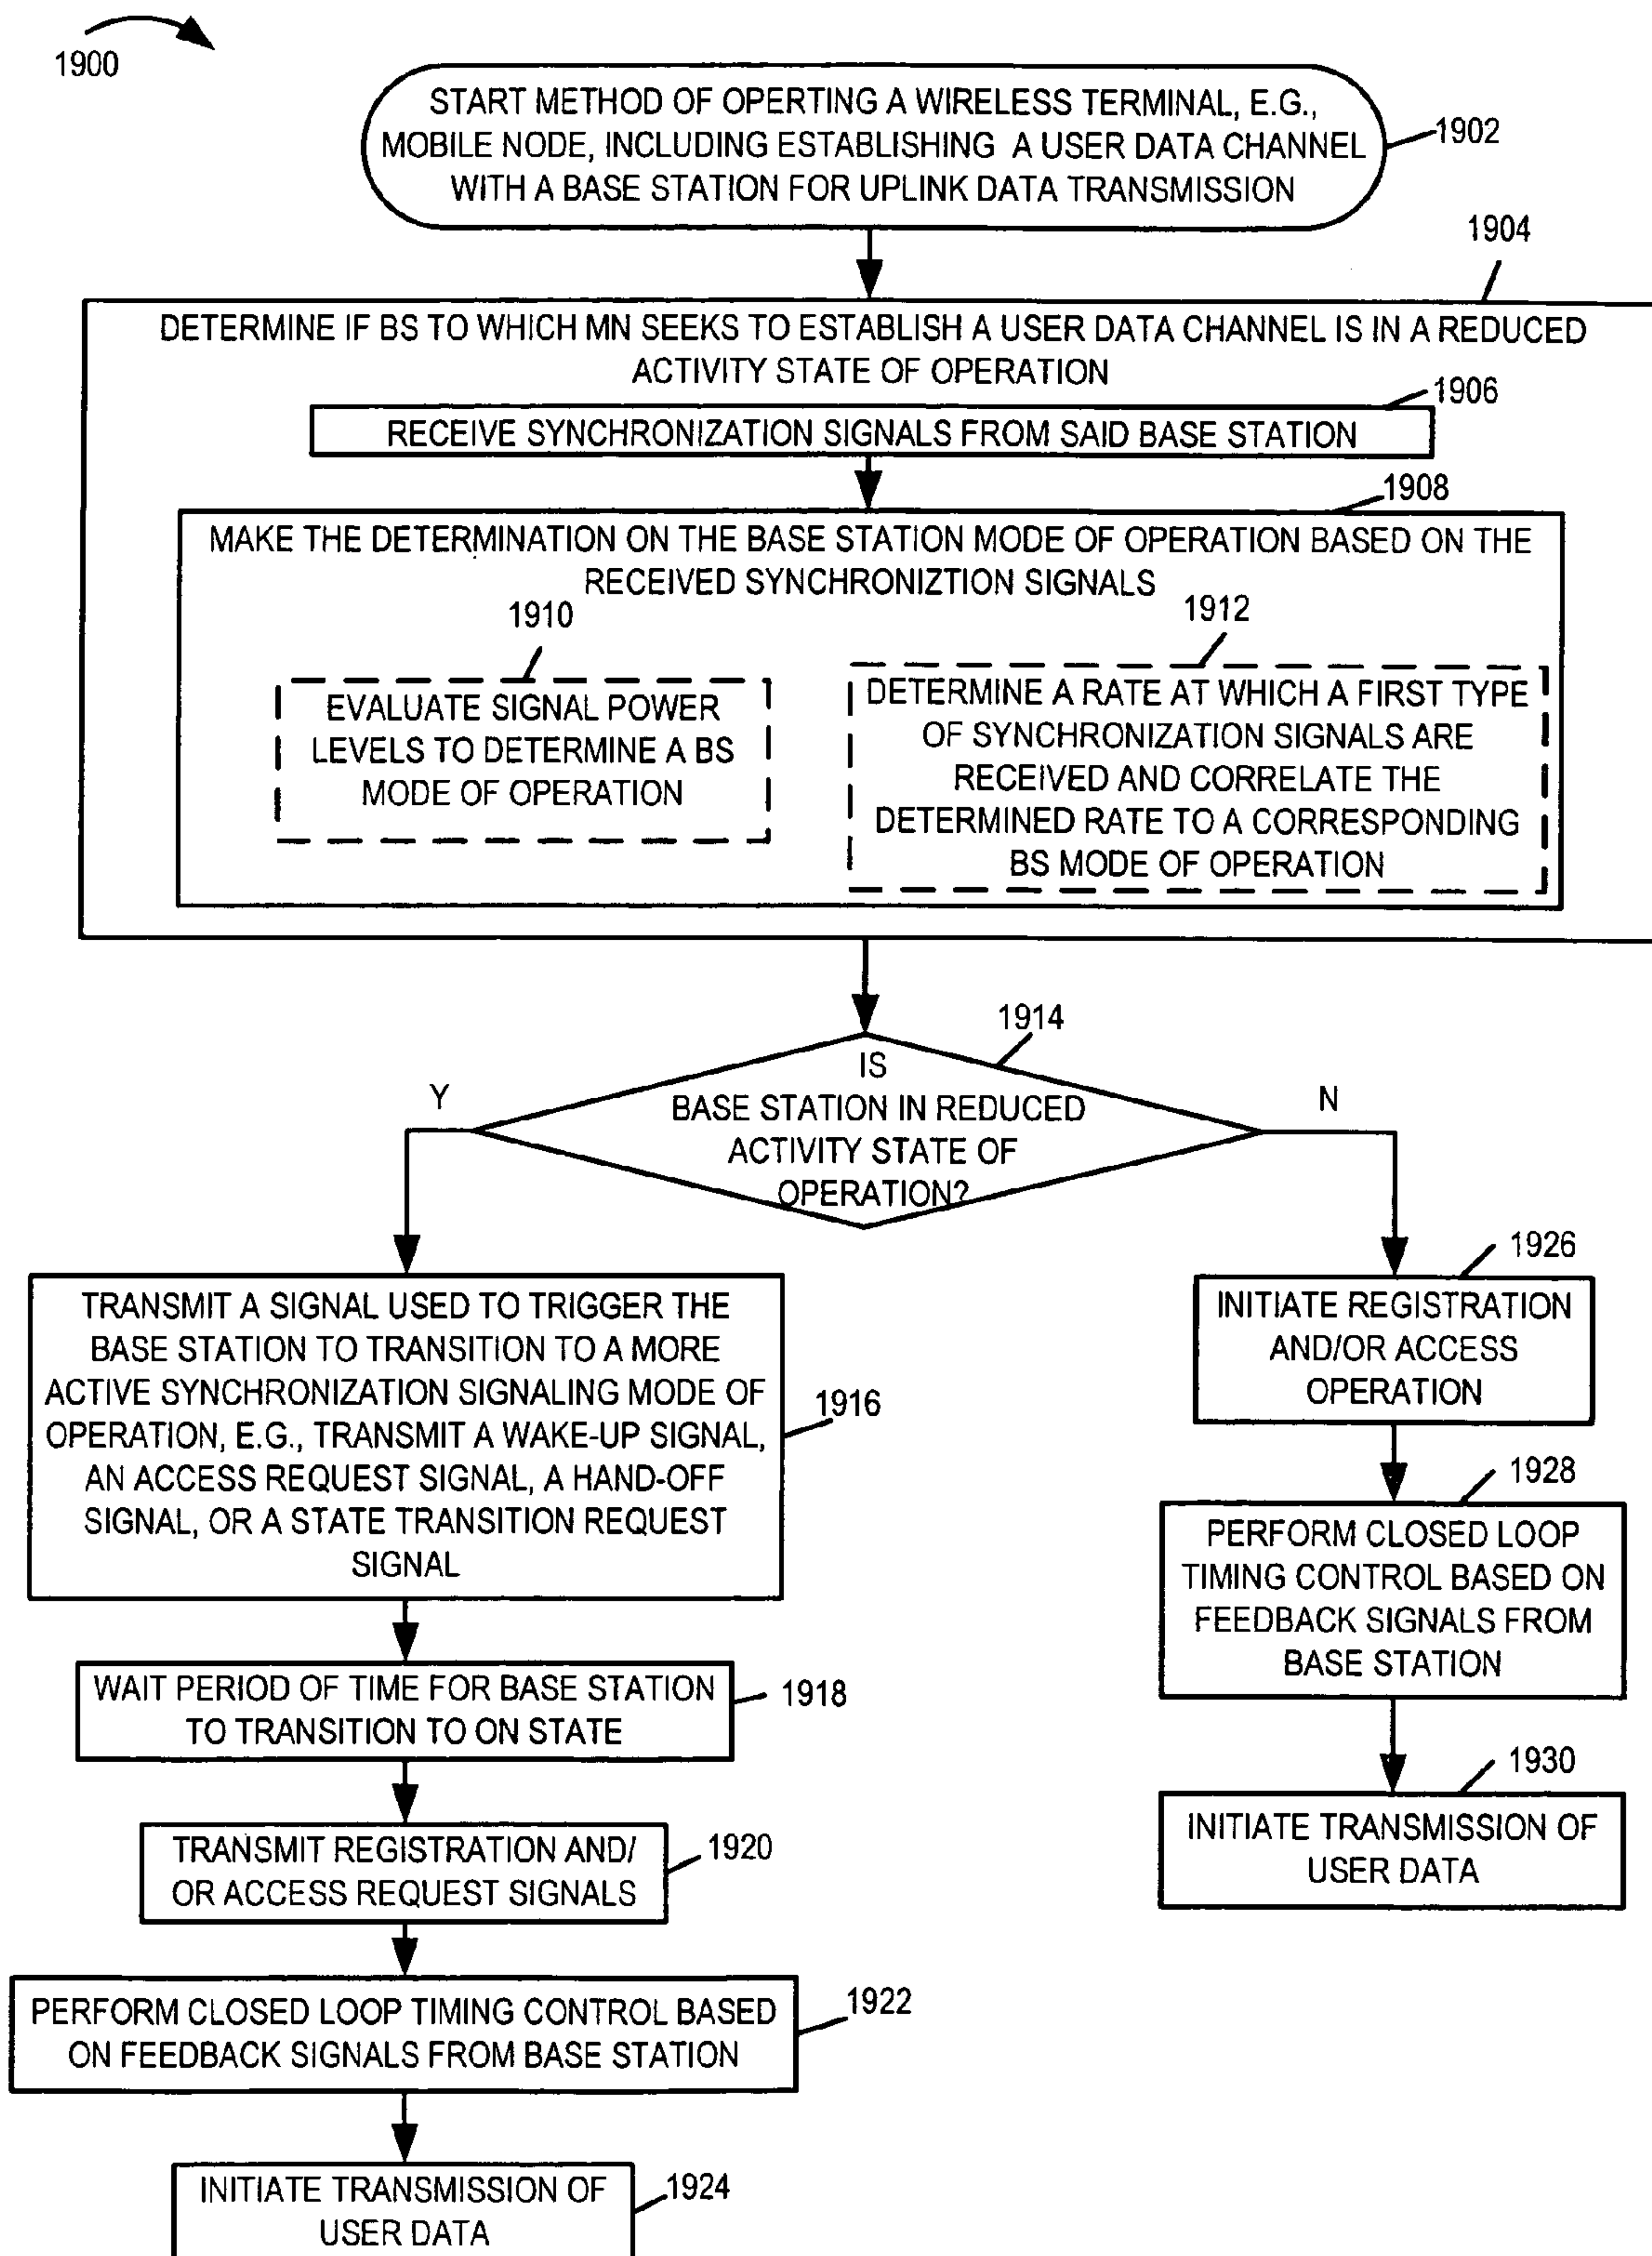 1900
START METHOD OF OPERTING A WIRELESS TERMINAL, E.G.,
MOBILE NODE, INCLUDING ESTABLISHING A USER DATA CHANNEL
WITH A BASE STATION FOR UPLINK DATA TRANSMISSION
1902
1904
DETERMINE IF BS TO WHICH MN SEEKS TO ESTABLISH A USER DATA CHANNEL IS IN A REDUCED
ACTIVITY STATE OF OPERATION
1906
RECEIVE SYNCHRONIZATION SIGNALS FROM SAID BASE STATION
1908
MAKE THE DETERMINATION ON THE BASE STATION MODE OF OPERATION BASED ON THE
RECEIVED SYNCHRONIZTION SIGNALS
1910
EVALUATE SIGNAL POWER
LEVELS TO DETERMINE A BS
MODE OF OPERATION
1912
DETERMINE A RATE AT WHICH A FIRST TYPE
OF SYNCHRONIZATION SIGNALS ARE
RECEIVED AND CORRELATE THE
DETERMINED RATE TO A CORRESPONDING
BS MODE OF OPERATION
1914
IS
BASE STATION IN REDUCED
ACTIVITY STATE OF
OPERATION?
Y
N
TRANSMIT A SIGNAL USED TO TRIGGER THE
BASE STATION TO TRANSITION TO A MORE
ACTIVE SYNCHRONIZATION SIGNALING MODE OF
OPERATION, E.G., TRANSMIT A WAKE-UP SIGNAL,
AN ACCESS REQUEST SIGNAL, A HAND-OFF
SIGNAL, OR A STATE TRANSITION REQUEST
SIGNAL
1916
WAIT PERIOD OF TIME FOR BASE STATION
TO TRANSITION TO ON STATE
1918
TRANSMIT REGISTRATION AND/
OR ACCESS REQUEST SIGNALS
1920
PERFORM CLOSED LOOP TIMING CONTROL BASED
ON FEEDBACK SIGNALS FROM BASE STATION
1922
INITIATE TRANSMISSION OF
USER DATA
1924
1926
INITIATE REGISTRATION
AND/OR ACCESS
OPERATION
1928
PERFORM CLOSED LOOP
TIMING CONTROL BASED ON
FEEDBACK SIGNALS FROM
BASE STATION
1930
INITIATE TRANSMISSION OF
USER DATA